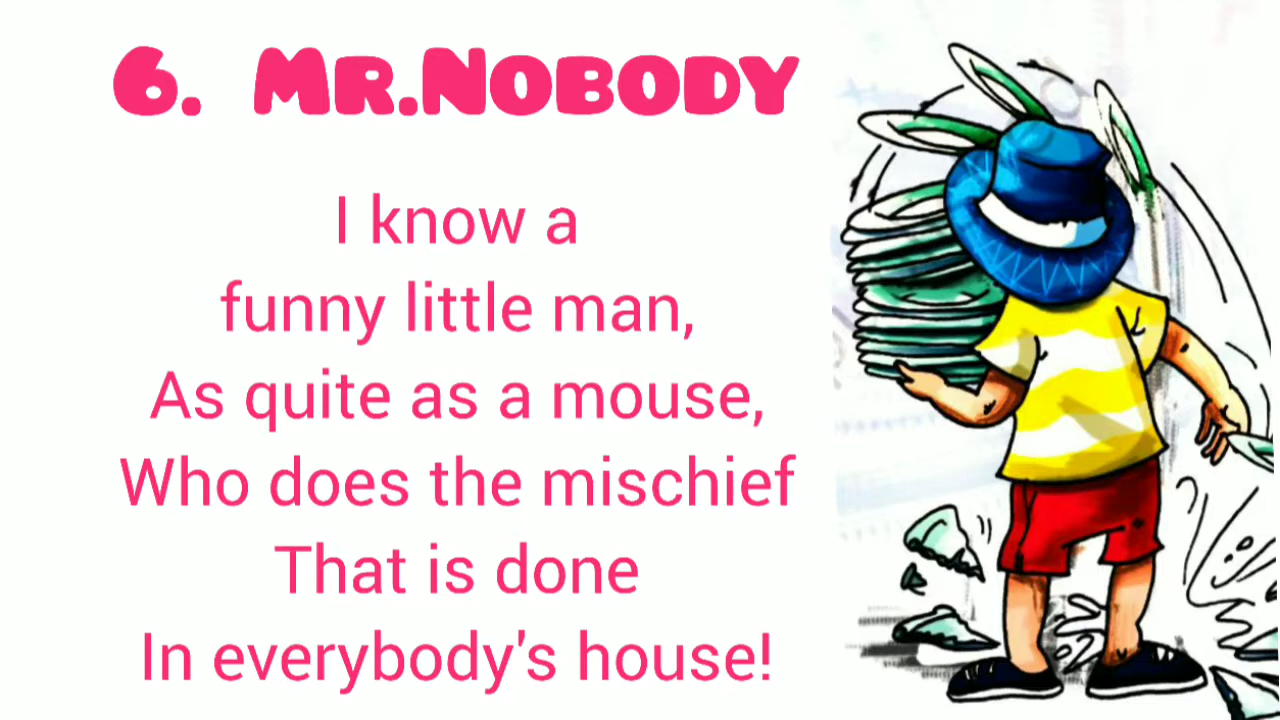 6. Mr.Nobody
I know a
funny little man,
As quite as a mouse,
Who does the mischief
That is done
In everybody's house!